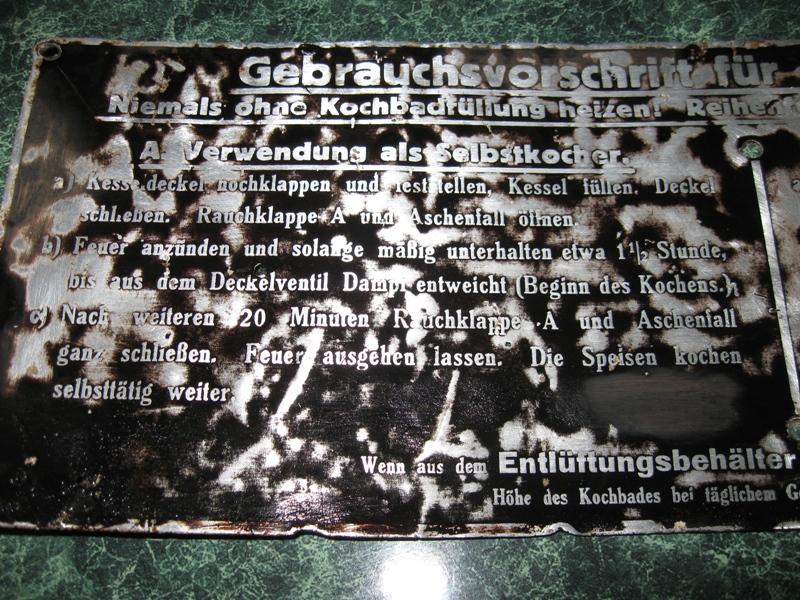 Gebrauchsvorschrift für
Niemals ohne Kochbadfüllung heizen! Reihen
A. Verwendung als Selbstkocher.
a) Kesseldeckel hochklappen und feststellen, Kessel füllen. Deckel
schließen. Rauchklappe A und Aschenfall öffnen.
b) Feuer anzünden und solange mäßig unterhalten etwa 1½ Stunde,
bis aus dem Deckelventil Dampf entweicht (Beginn des Kochens.)
c) Nach weiteren 20 Minuten Rauchklappe A und Aschenfall
ganz schließen. Feuer ausgehen lassen. Die Speisen kochen
selbsttätig weiter.
Wenn aus dem Entlüftungsbehälter
Höhe des Kochbades bei täglichem